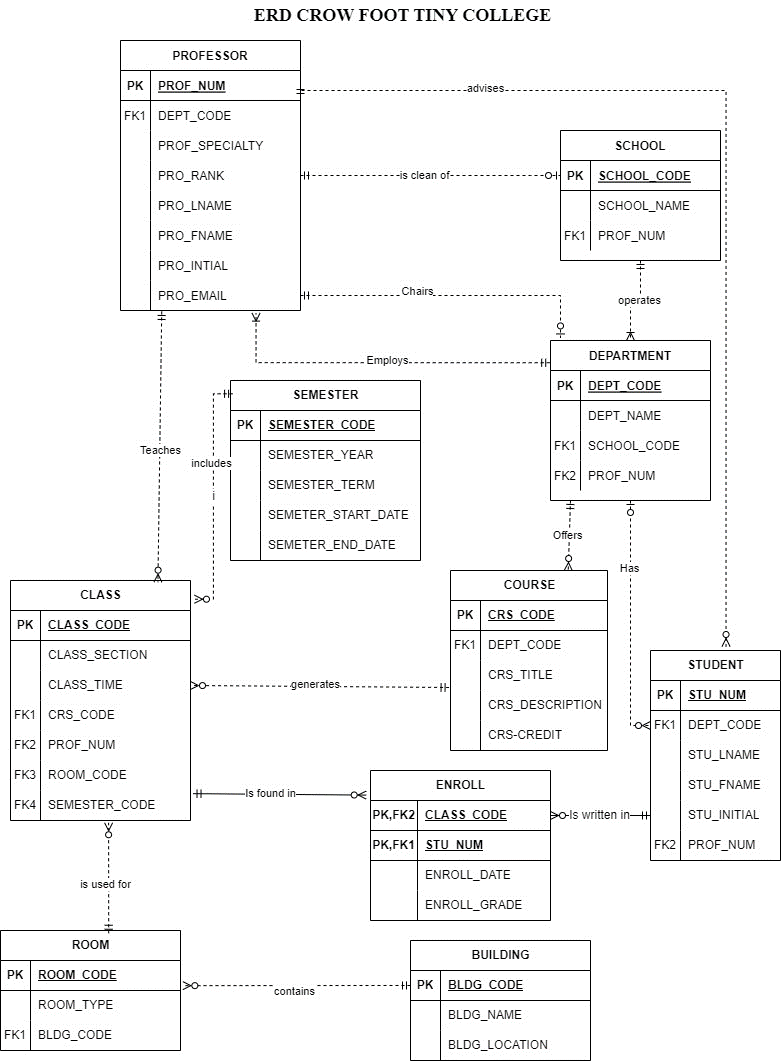 ERD CROW FOOT TINY COLLEGE
PROFESSOR
PK PROF_NUM
FK1 DEPT_CODE
PROF_SPECIALTY
PRO_RANK
PRO_LNAME
PRO_FNAME
PRO_INTIAL
PRO_EMAIL
advises
is clean of
SCHOOL
PK SCHOOL_CODE
SCHOOL_NAME
FK1 PROF_NUM
Chairs
operates
Employs
DEPARTMENT
PK DEPT_CODE
DEPT_NAME
FK1 SCHOOL_CODE
FK2 PROF_NUM
SEMESTER
PK SEMESTER_CODE
SEMESTER_YEAR
SEMESTER_TERM
SEMETER_START_DATE
SEMETER_END_DATE
Teaches
includes
i
Offers
Has
CLASS
PK CLASS_CODE
CLASS_SECTION
CLASS_TIME
FK1 CRS_CODE
FK2 PROF_NUM
FK3 ROOM_CODE
FK4 SEMESTER_CODE
generates
COURSE
PK CRS_CODE
FK1 DEPT_CODE
CRS_TITLE
CRS_DESCRIPTION
CRS-CREDIT
STUDENT
PK STU_NUM
FK1 DEPT_CODE
STU_LNAME
STU_FNAME
STU_INITIAL
FK2 PROF_NUM
Is found in
ENROLL
PK,FK2 CLASS_CODE
PK,FK1 STU_NUM
ENROLL_DATE
ENROLL_GRADE
Is written in
is used for
ROOM
PK ROOM_CODE
ROOM_TYPE
FK1 BLDG_CODE
contains
BUILDING
PK BLDG_CODE
BLDG_NAME
BLDG_LOCATION